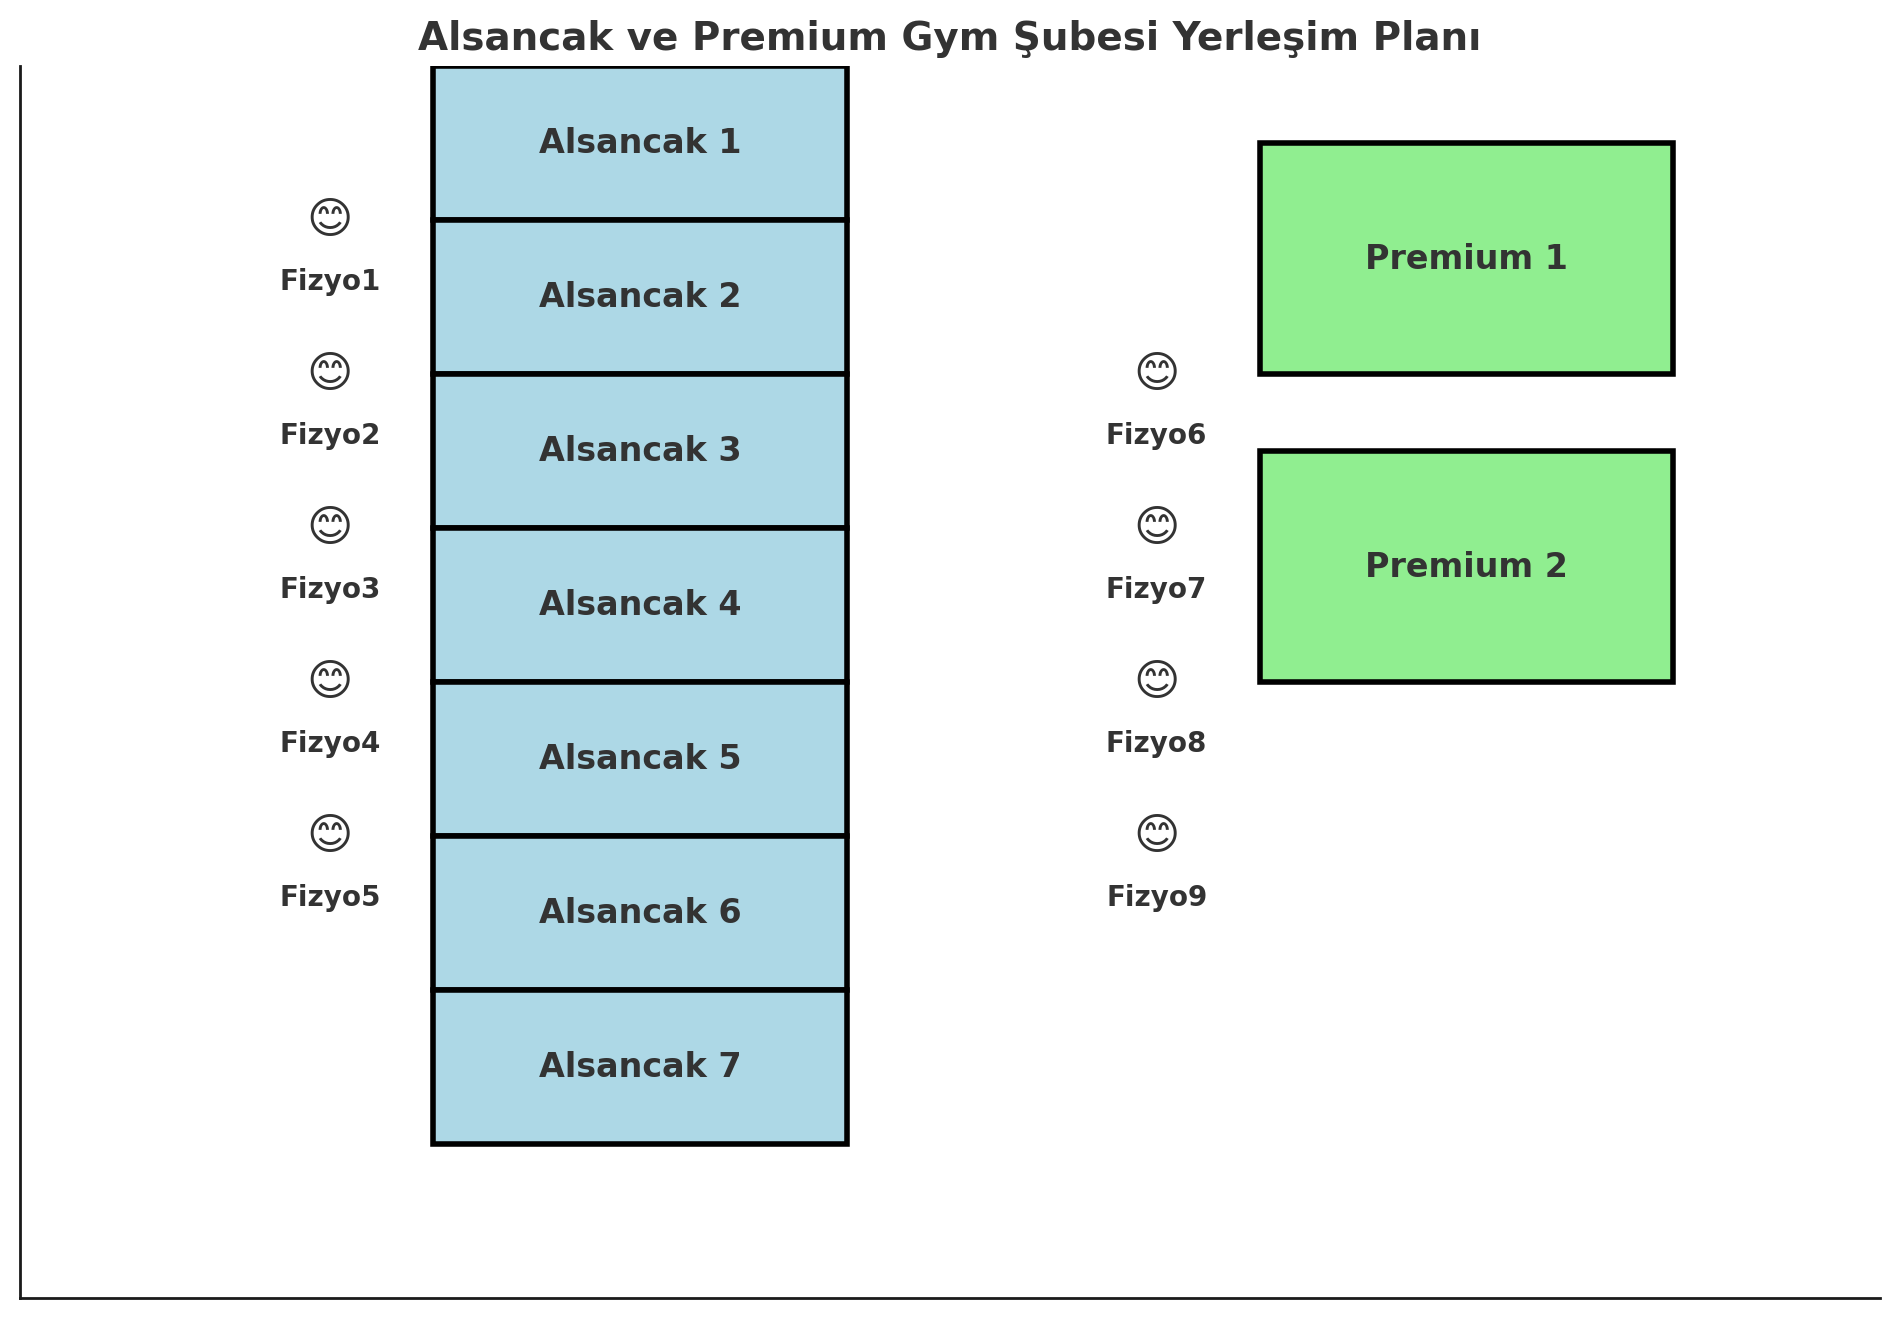 Alsancak ve Premium Gym Şubesi Yerleşim Planı
Alsancak 1
Alsancak 2
Alsancak 3
Alsancak 4
Alsancak 5
Alsancak 6
Alsancak 7
Fizyo1
Fizyo2
Fizyo3
Fizyo4
Fizyo5
Premium 1
Premium 2
Fizyo6
Fizyo7
Fizyo8
Fizyo9